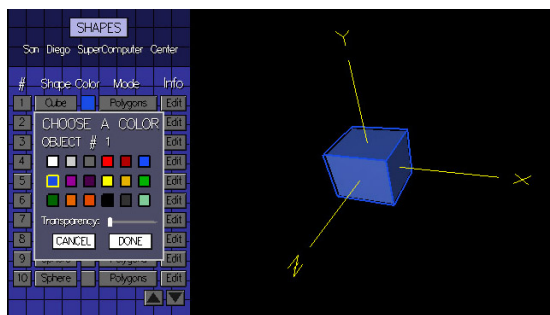 SHAPES
San Diego SuperComputer Center
# Shape Color Mode Info
1 Cube Polygons Edit
2 Edit
CHOOSE A COLOR
3 Edit
OBJECT # 1
4 Edit
5 Edit
6 Edit
7 Transparency: Edit
8 CANCEL DONE Edit
9 Sphere Polygons Edit
10 Sphere Polygons Edit
Y
X
Z